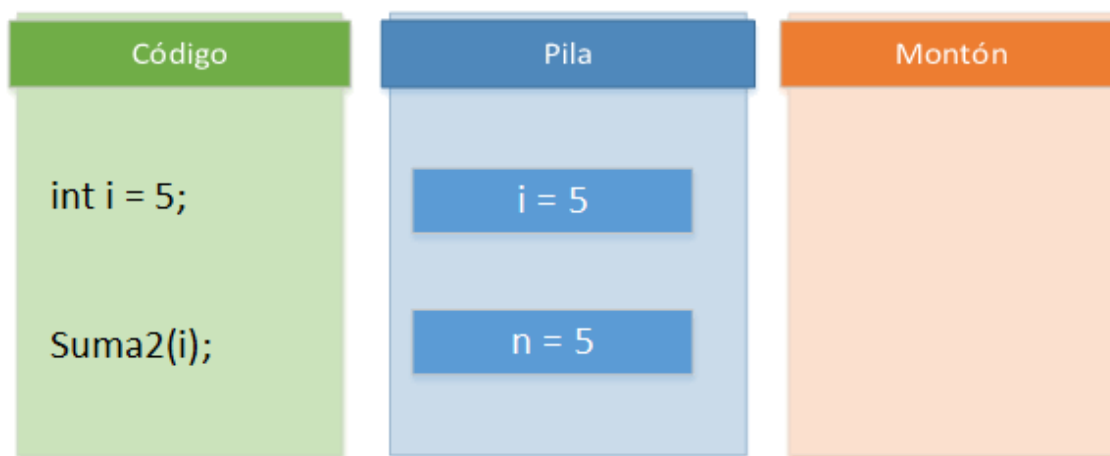 Código
Pila
Montón
int i = 5;
i = 5
Suma2(i);
n = 5